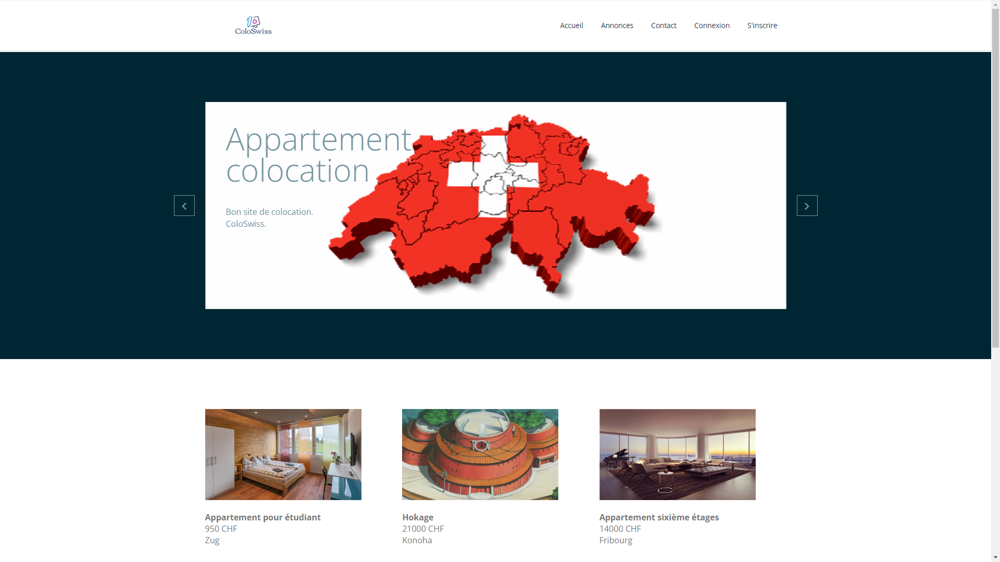 ColoSwiss
Accueil
Annonces
Contact
Connexion
S'inscrire
Appartement
colocation
Bon site de colocation.
ColoSwiss.
Appartement pour étudiant
950 CHF
Zug
Hokage
21000 CHF
Konoha
Appartement sixième étages
14000 CHF
Fribourg